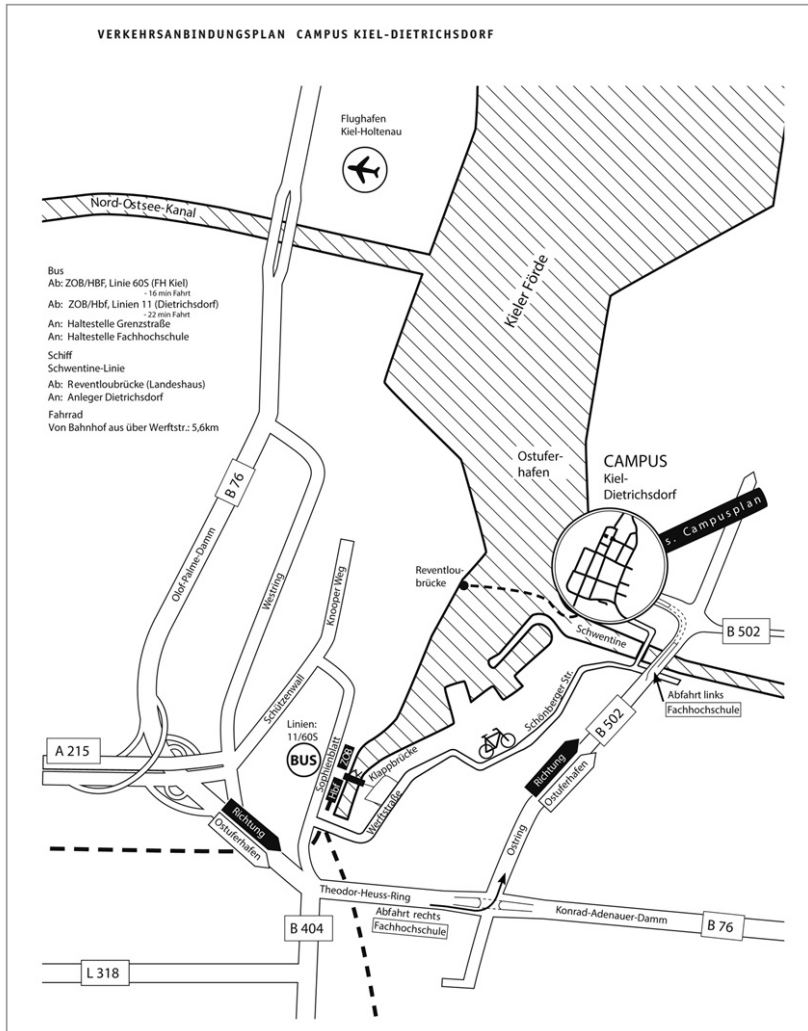 VERKEHRSANBINDUNGSPLAN CAMPUS KIEL-DIETRICHSDORF
Flughafen
Kiel-Holtenau
Nord-Ostsee-Kanal
Bus
Ab: ZOB/HBF, Linie 60S (FH Kiel)
- 16 min Fahrt
Ab: ZOB/Hbf, Linien 11 (Dietrichsdorf)
- 22 min Fahrt
An: Haltestelle Grenzstraße
An: Haltestelle Fachhochschule
Schiff
Schwentine-Linie
Ab: Reventloubrücke (Landeshaus)
An: Anleger Dietrichsdorf
Fahrrad
Von Bahnhof aus über Werftstr.: 5,6km
Kieler Förde
Ostufer-
hafen
CAMPUS
Kiel-
Dietrichsdorf
s. Campusplan
B 76
Olof-Palme-Damm
Westring
Knooper Weg
Reventlou-
brücke
Schwentine
B 502
Schützenwall
Schönberger Str.
Abfahrt links
Fachhochschule
B 502
Linien:
11/60S
BUS
Sophienblatt
ZOB
Hbf
Klappbrücke
Werftstraße
A 215
Richtung
Ostuferhafen
Richtung
Ostuferhafen
Ostring
Theodor-Heuss-Ring
Abfahrt rechts
Fachhochschule
Konrad-Adenauer-Damm
B 76
B 404
L 318